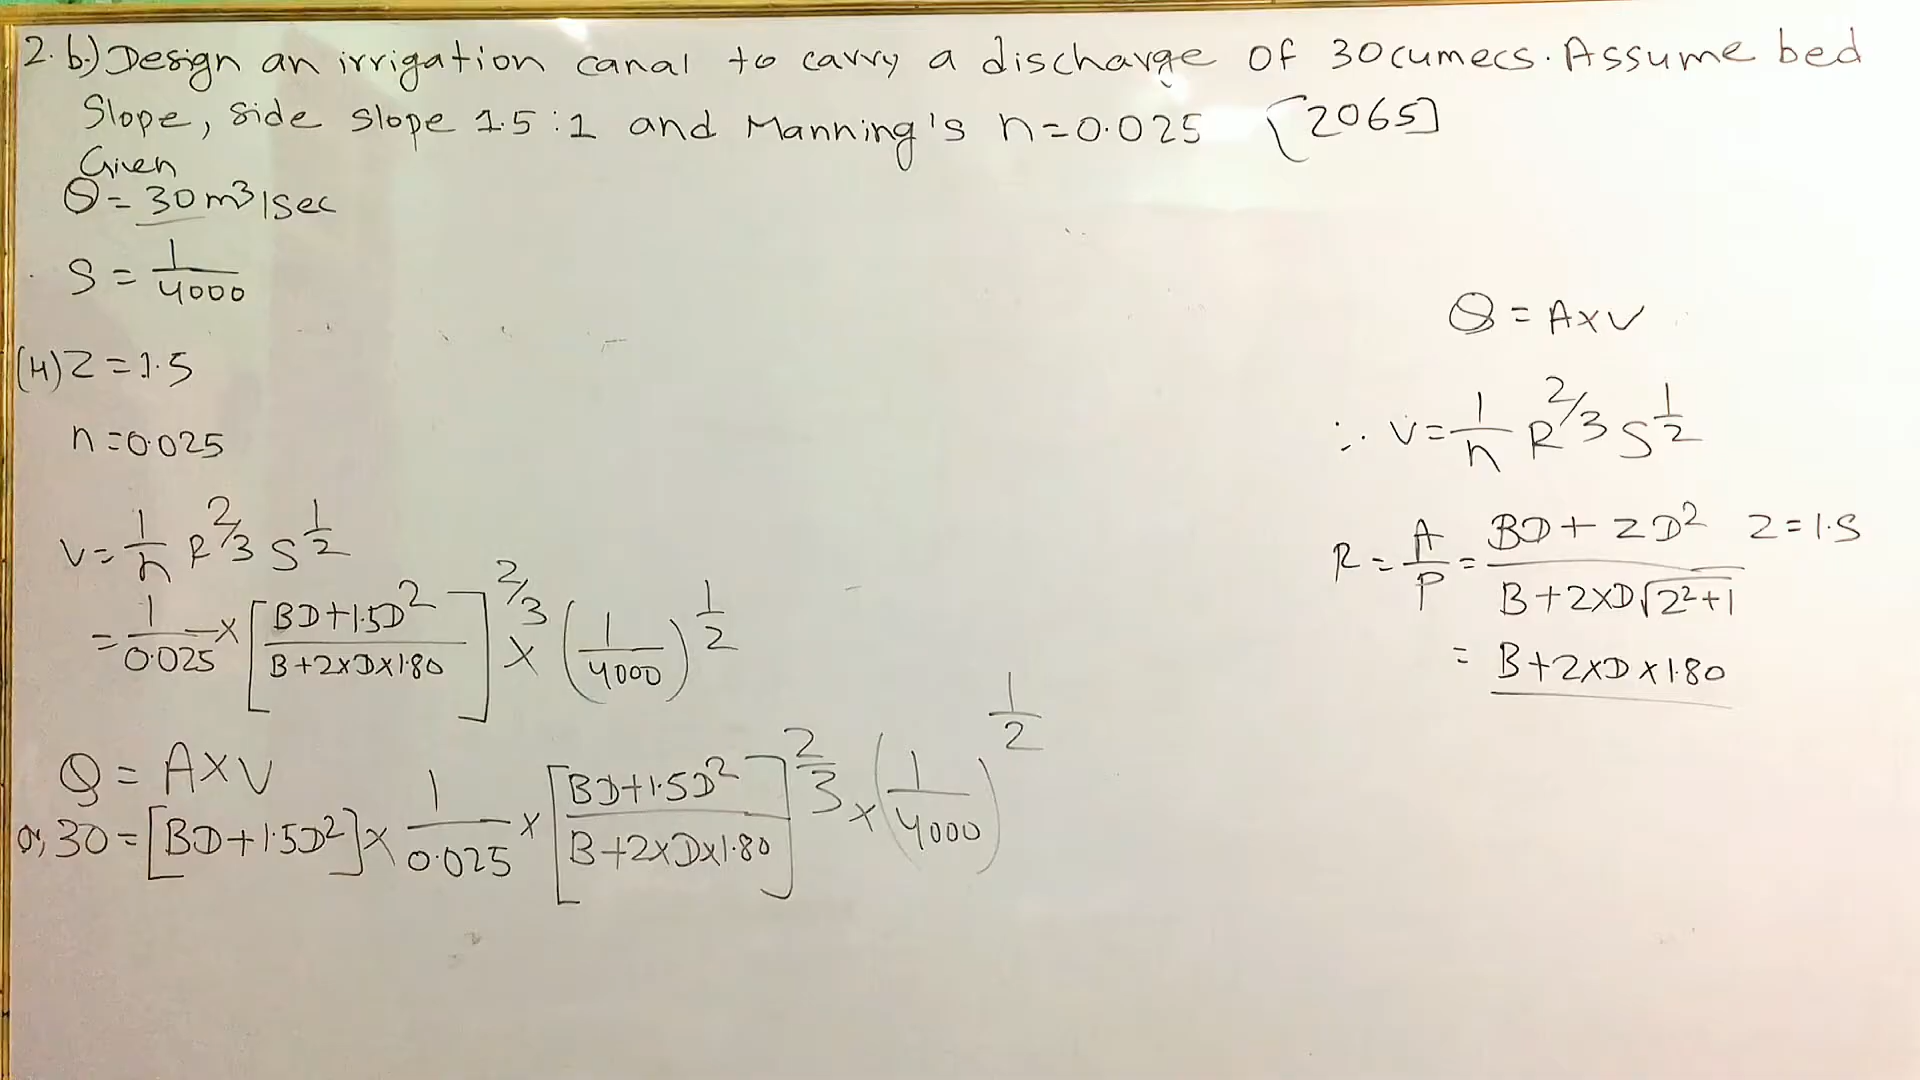 2. b.) Design an irrigation canal to carry a discharge of 30 cumecs. Assume bed
Slope, side slope 1.5 : 1 and Manning's n=0.025 [2065]
Given
Q = 30 m³/sec
S = 1/4000
Z = 1.5
n = 0.025
V = 1/n R^2/3 S^1/2
= 1/0.025 × [BD+1.5D²/B+2×D×1.80]^2/3 × (1/4000)^1/2
Q = A×V
or, 30 = [BD+1.5D²] × 1/0.025 × [BD+1.5D²/B+2×D×1.80]^2/3 × (1/4000)^1/2
Q = A×V
∵ V = 1/n R^2/3 S^1/2
R = A/P = BD + ZD²/B+2×D√Z²+1 Z = 1.5
= B+2×D×1.80